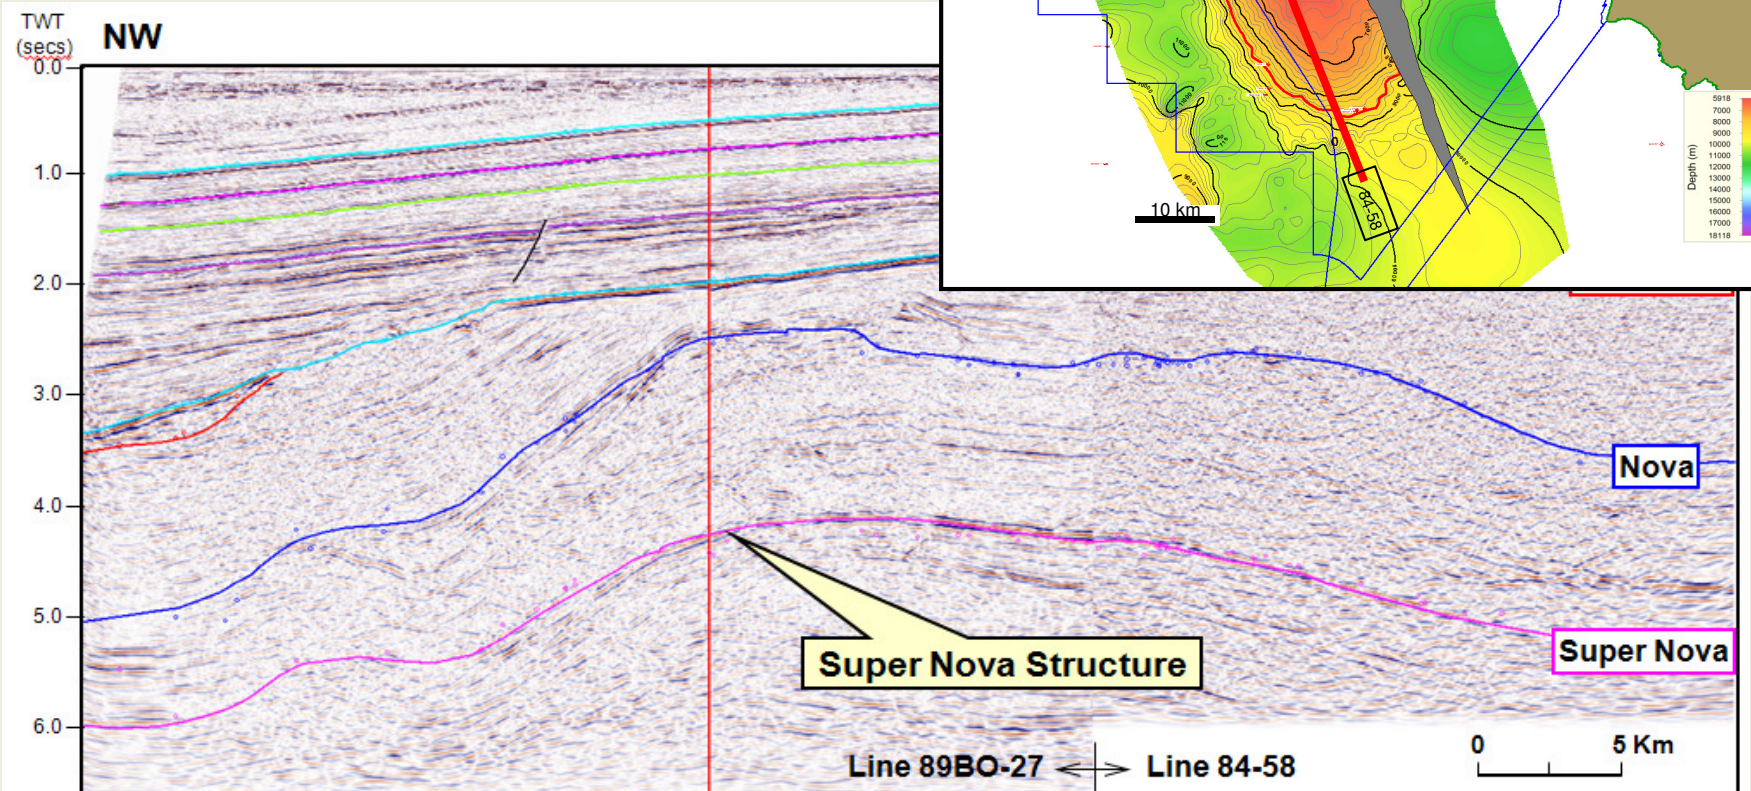 TWT
(secs)
NW
0.0
1.0
2.0
3.0
4.0
5.0
6.0
10 km
84-58
Depth (m)
5918
7000
8000
9000
10000
11000
12000
13000
14000
15000
16000
17000
18118
Nova
Super Nova Structure
Super Nova
Line 89BO-27
Line 84-58
0
5 Km